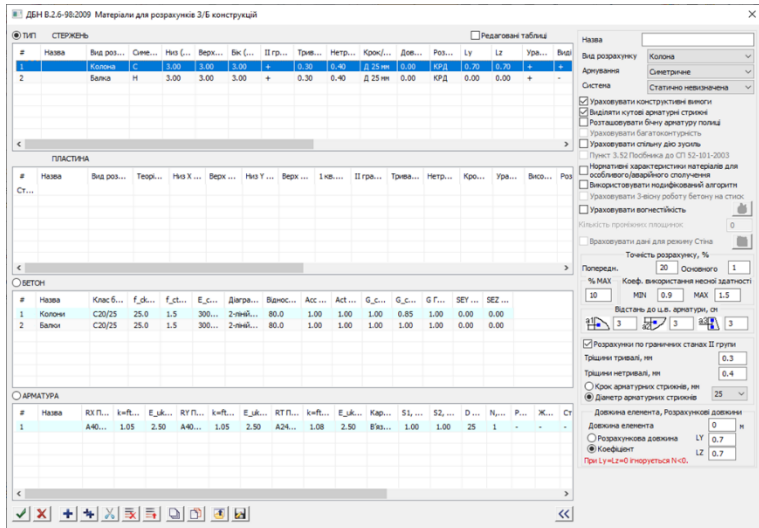 ДБН В.2.6-98:2009 Матеріали для розрахунків З/Б конструкцій
ТИП СТЕРЖЕНЬ Редаговані таблиці
# Назва Вид роз... Симе... Низ (... Верх... Бік (... II гр... Трив... Нетр... Крок/... Дов... Роз... Ly Lz Ура... Виді
1 Колона С 3.00 3.00 3.00 + 0.30 0.40 Д 25 мм 0.00 КРД 0.70 0.70 + +
2 Балка Н 3.00 3.00 3.00 + 0.30 0.40 Д 25 мм 0.00 КРД 0.00 0.00 + -
ПЛАСТИНА
# Назва Вид роз... Теорі... Низ X ... Верх ... Низ Y ... Верх ... 1 кв.... II гра... Трива... Нетр... Кро... Ура... Висо... Роз
Ст...
БЕТОН
# Назва Клас б... f_ck... f_ct... E_c... Діагра... Віднос... Acc ... Act ... G_c... G_c... G Г... SEY ... SEZ ...
1 Колони C20/25 25.0 1.5 300... 2-ліній... 80.0 1.00 1.00 1.00 0.85 1.00 0.00 0.00
2 Балки C20/25 25.0 1.5 300... 2-ліній... 80.0 1.00 1.00 1.00 1.00 1.00 0.00 0.00
АРМАТУРА
# Назва RX П... k=ft... E_uk... RY П... k=ft... E_uk... RT П... k=ft... E_uk... Кар... S1, ... S2, ... D ... N,... Р... Ж... Ст
1 A40... 1.05 2.50 A40... 1.05 2.50 A24... 1.08 2.50 В'яз... 1.00 1.00 25 1 - - -
Назва
Вид розрахунку Колона
Армування Симетричне
Система Статично невизначена
Ураховувати конструктивні вимоги
Виділяти кутові арматурні стрижні
Розташовувати бічну арматуру полиці
Ураховувати багатоконтурність
Ураховувати спільну дію зусиль
Пункт 3.52 Посібника до СП 52-101-2003
Нормативні характеристики матеріалів для
особливого/аварійного сполучення
Використовувати модифікований алгоритм
Ураховувати 3-вісну роботу бетону на стиск
Ураховувати вогнестійкість
Кількість проміжних площинок: 0
Враховувати дані для режиму Стіна
Точність розрахунку, %
Попередн. 20 Основного 1
% MAX Коеф. використання несної здатності
10 MIN 0.9 MAX 1.5
Відстань до ц.в. арматури, см
a1 3 a2 3 a3 3
Розрахунки по граничних станах II групи
Тріщини тривалі, мм 0.3
Тріщини нетривалі, мм 0.4
Крок арматурних стрижнів, мм
Діаметр арматурних стрижнів 25
Довжина елемента, Розрахункові довжини
Довжина елемента 0 м
Розрахункова довжина LY 0.7
Коефіцієнт LZ 0.7
При Ly=Lz=0 ігнорується N<0.